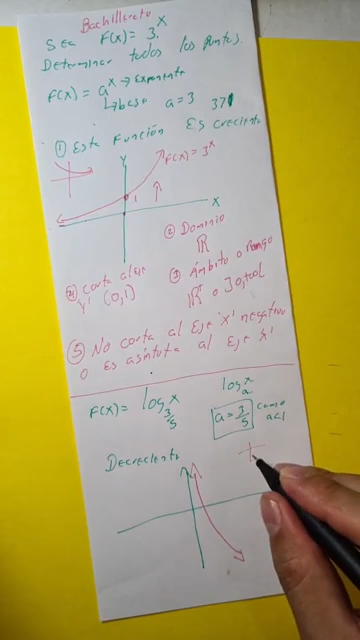 Bachillerato
Sea F(x) = 3^x.
Determinar todos los puntos.
F(x) = a^x → Exponente
↳ base a = 3 3>1
① Esta Función Es creciente
Y
F(x) = 3^x
1
X
② Dominio
ℝ
④ Corta al eje
'Y' (0,1)
③ Ámbito o Rango
ℝ⁺ o ]0,+∞[
⑤ No corta al Eje 'X' negativo
o Es asíntota al Eje 'X'
F(x) = log_{3/5} x
log_a x
a = 3/5 como
a<1
Decreciente